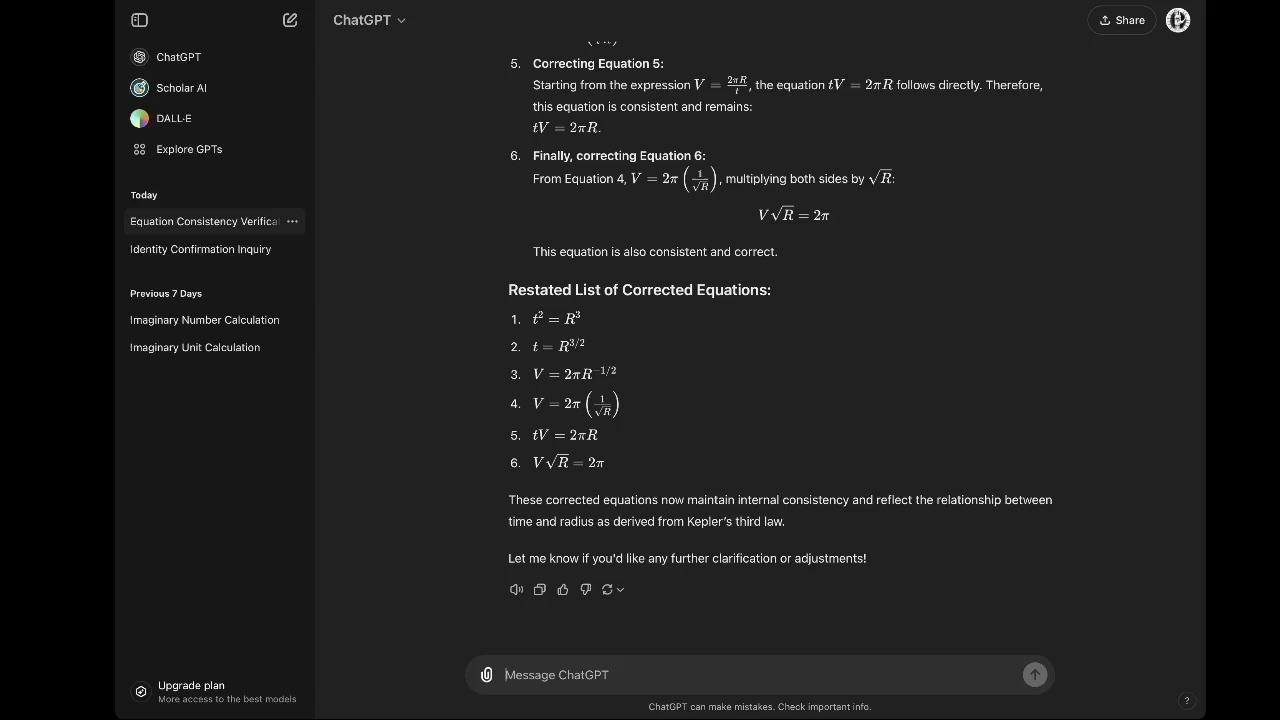 ChatGPT
Share
ChatGPT
Scholar AI
DALL·E
Explore GPTs
Today
Equation Consistency Verifica
Identity Confirmation Inquiry
Previous 7 Days
Imaginary Number Calculation
Imaginary Unit Calculation
Upgrade plan
More access to the best models
5. Correcting Equation 5:
Starting from the expression V = 2πR/t, the equation tV = 2πR follows directly. Therefore,
this equation is consistent and remains:
tV = 2πR.
6. Finally, correcting Equation 6:
From Equation 4, V = 2π (1/√R), multiplying both sides by √R:
V√R = 2π
This equation is also consistent and correct.
Restated List of Corrected Equations:
1. t² = R³
2. t = R^{3/2}
3. V = 2πR^{−1/2}
4. V = 2π (1/√R)
5. tV = 2πR
6. V√R = 2π
These corrected equations now maintain internal consistency and reflect the relationship between
time and radius as derived from Kepler's third law.
Let me know if you'd like any further clarification or adjustments!
Message ChatGPT
ChatGPT can make mistakes. Check important info.
?